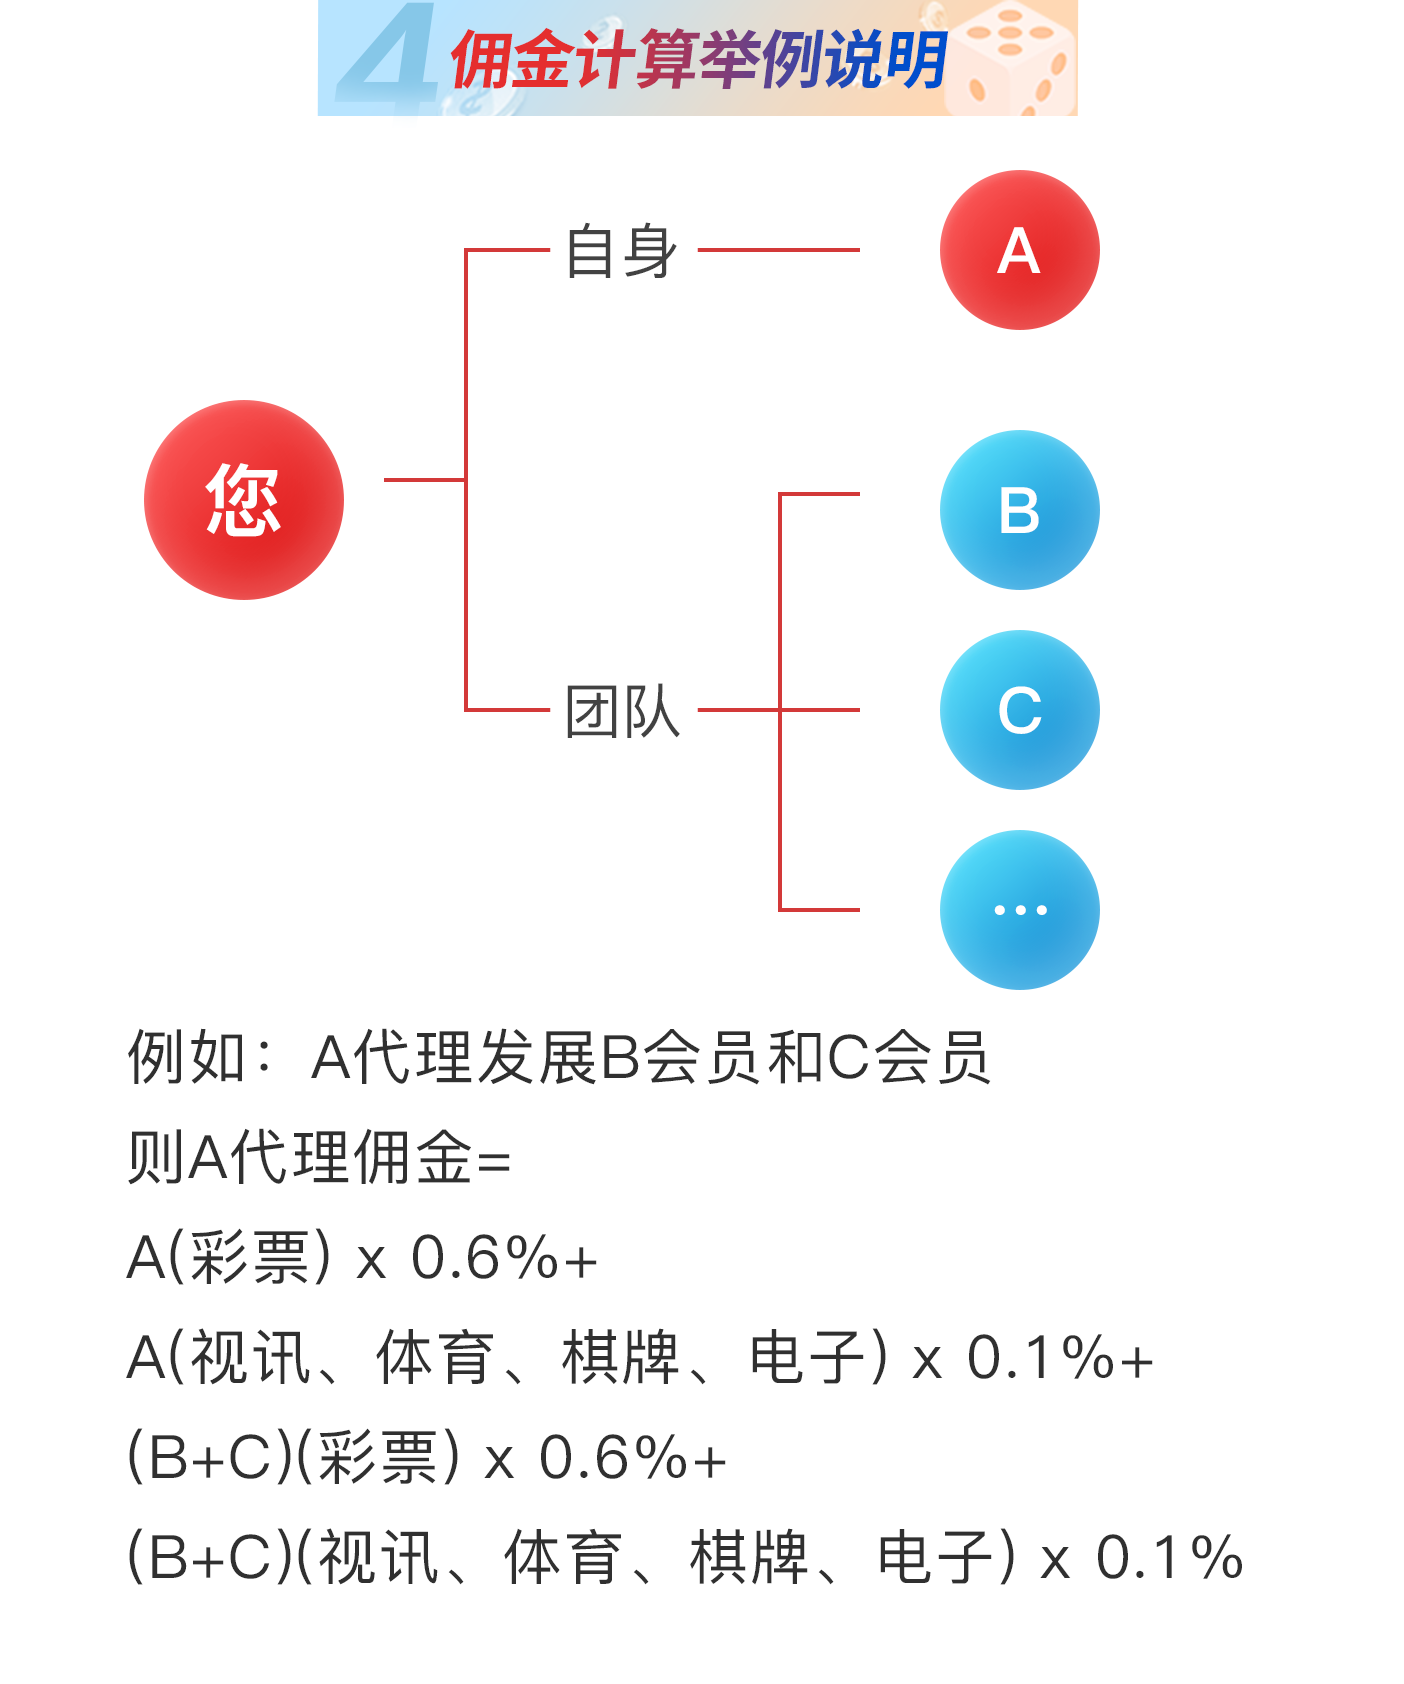 4 佣金计算举例说明
自身
A
您
B
团队
C
...
例如：A代理发展B会员和C会员
则A代理佣金=
A(彩票) x 0.6%+
A(视讯、体育、棋牌、电子) x 0.1%+
(B+C)(彩票) x 0.6%+
(B+C)(视讯、体育、棋牌、电子) x 0.1%